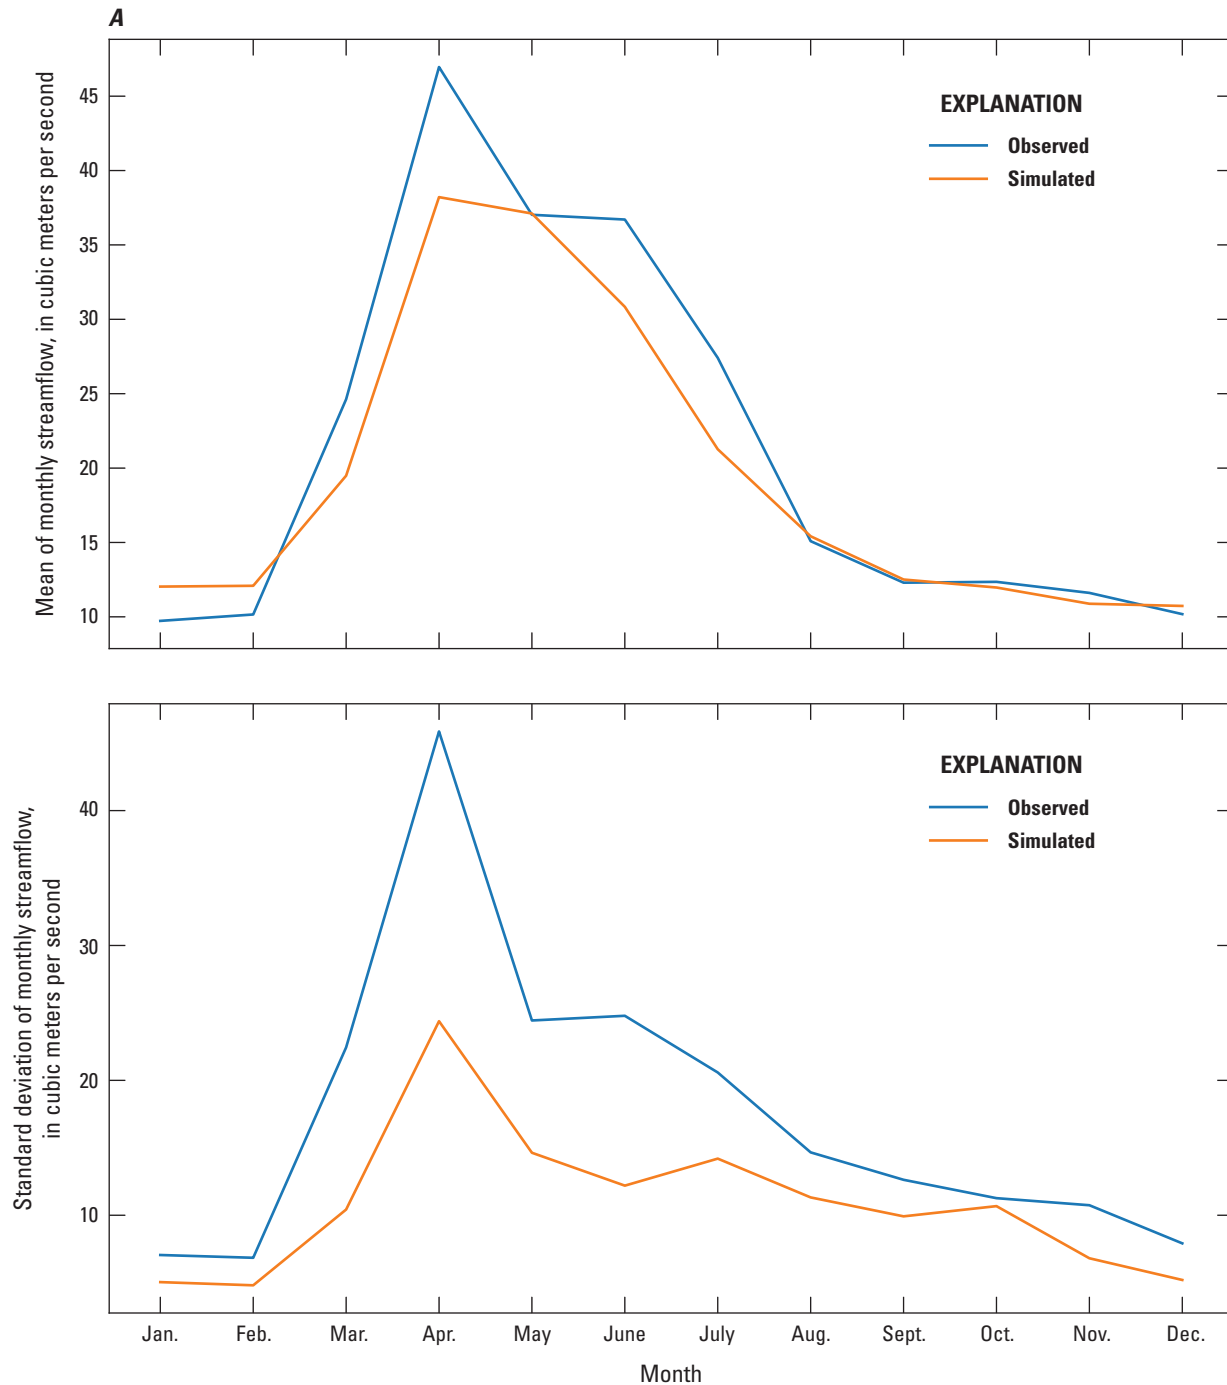 A
Mean of monthly streamflow, in cubic meters per second
45
40
35
30
25
20
15
10
EXPLANATION
Observed
Simulated
Standard deviation of monthly streamflow,
in cubic meters per second
40
30
20
10
EXPLANATION
Observed
Simulated
Jan. Feb. Mar. Apr. May June July Aug. Sept. Oct. Nov. Dec.
Month